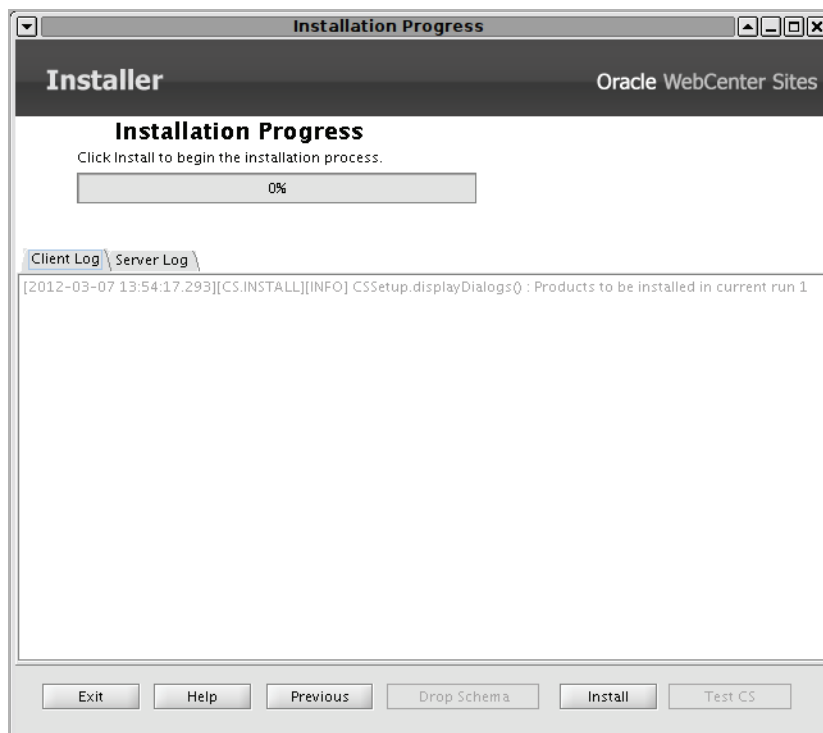 Installation Progress
Installer
Oracle WebCenter Sites
Installation Progress
Click Install to begin the installation process.
0%
Client Log
Server Log
[2012-03-07 13:54:17.293][CS.INSTALL][INFO] CSSetup.displayDialogs() : Products to be installed in current run 1
Exit
Help
Previous
Drop Schema
Install
Test CS